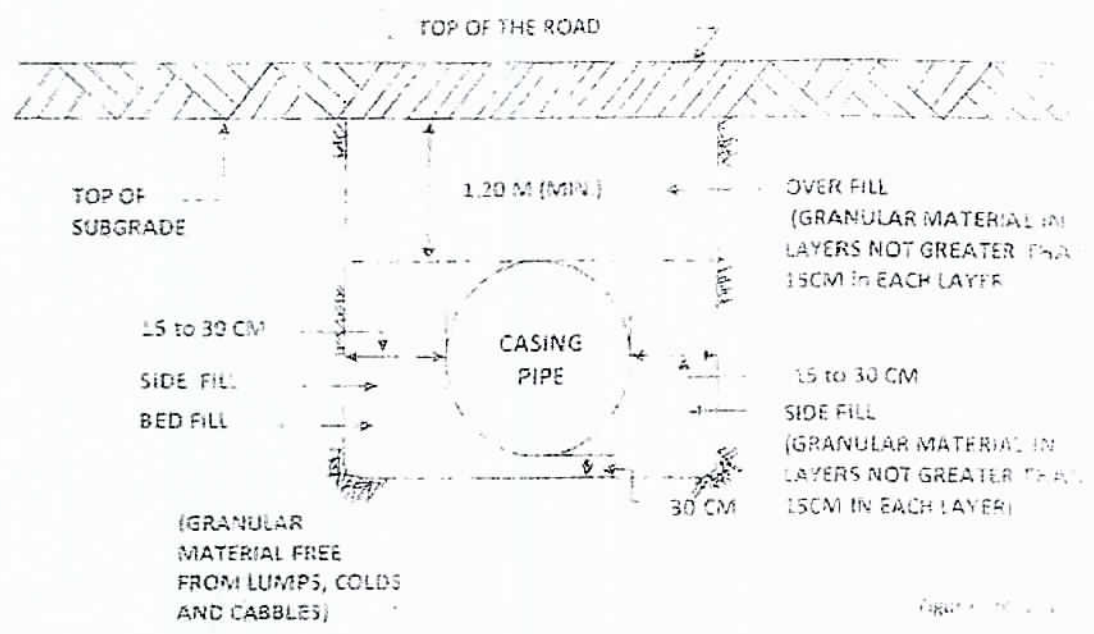 TOP OF THE ROAD
TOP OF
SUBGRADE
1.20 M (MIN.)
OVER FILL
(GRANULAR MATERIAL IN
LAYERS NOT GREATER THAN
15CM in EACH LAYER
15 to 30 CM
SIDE FILL
BED FILL
CASING
PIPE
15 to 30 CM
SIDE FILL
(GRANULAR MATERIAL IN
LAYERS NOT GREATER THAN
15CM IN EACH LAYER)
30 CM
(GRANULAR
MATERIAL FREE
FROM LUMPS, COLDS
AND CABBLES)